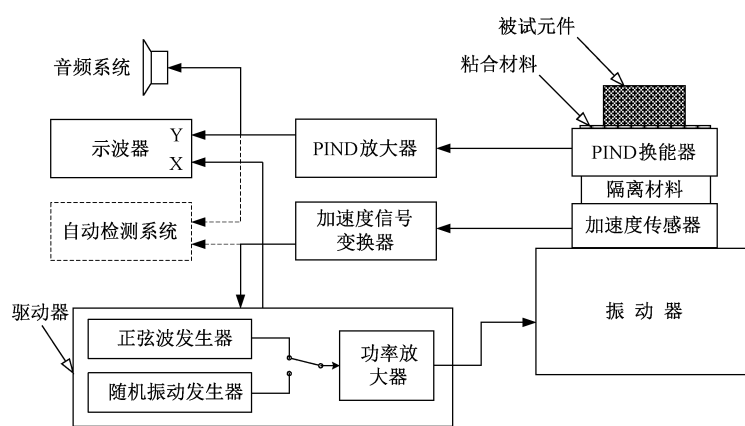 被试元件
音频系统
粘合材料
示波器
Y
X
PIND放大器
PIND换能器
隔离材料
自动检测系统
加速度信号
变换器
加速度传感器
驱动器
振动器
正弦波发生器
随机振动发生器
功率放
大器